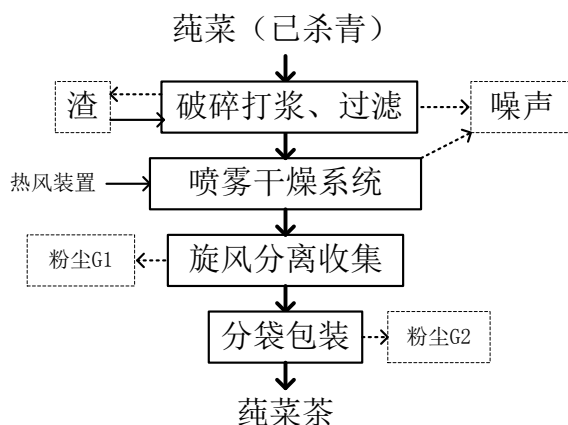 莼菜（已杀青）
渣
破碎打浆、过滤
噪声
热风装置
喷雾干燥系统
粉尘G1
旋风分离收集
分袋包装
粉尘G2
莼菜茶